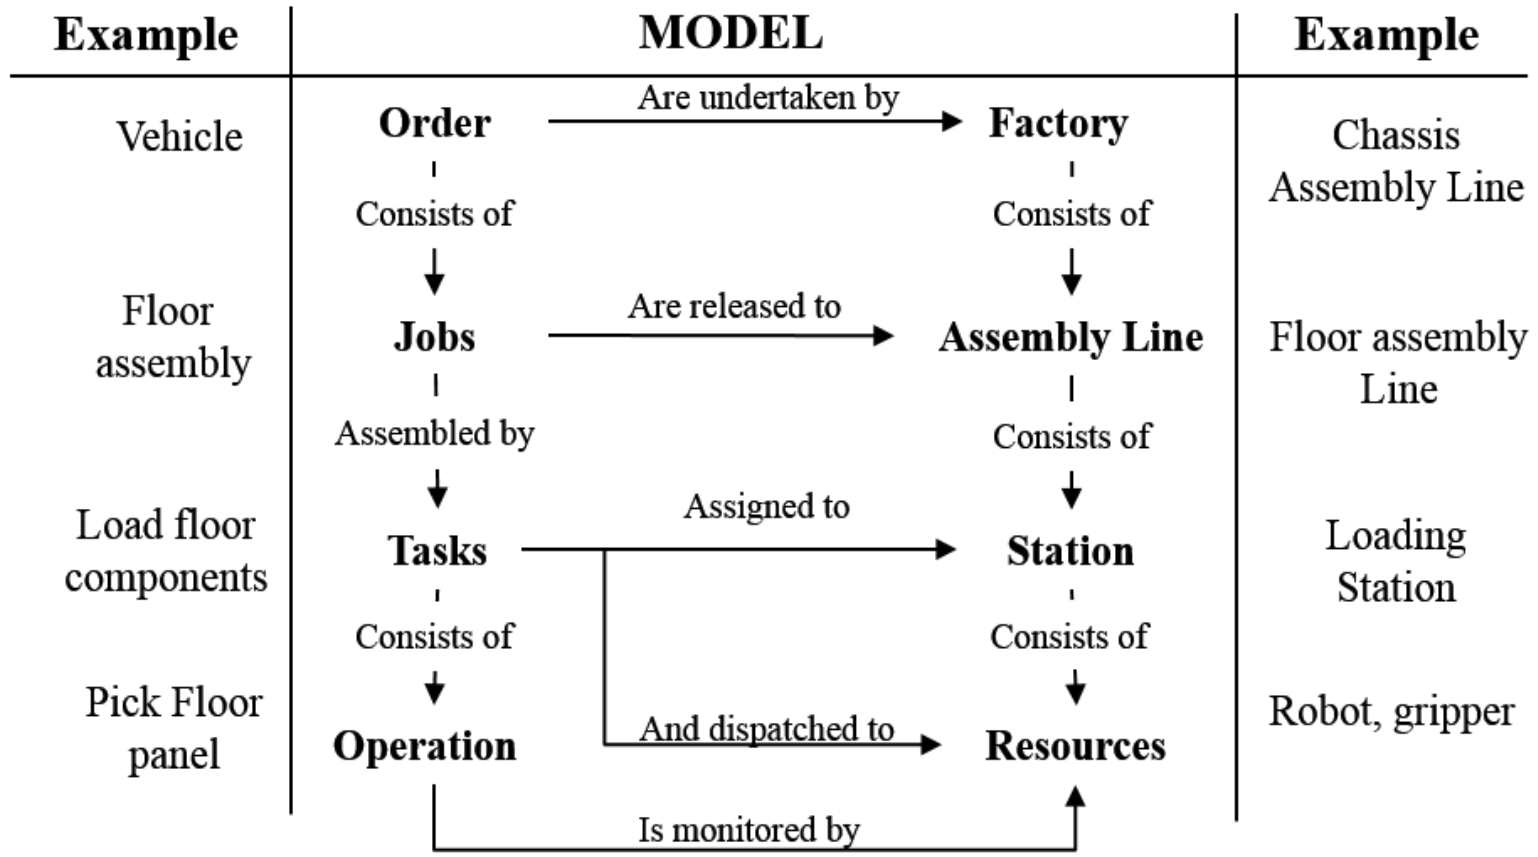 Example
MODEL
Example
Vehicle
Order
Are undertaken by
Factory
Chassis
Assembly Line
Consists of
Consists of
Floor
assembly
Jobs
Are released to
Assembly Line
Floor assembly
Line
Assembled by
Consists of
Load floor
components
Tasks
Assigned to
Station
Loading
Station
Consists of
Consists of
Pick Floor
panel
Operation
And dispatched to
Resources
Robot, gripper
Is monitored by